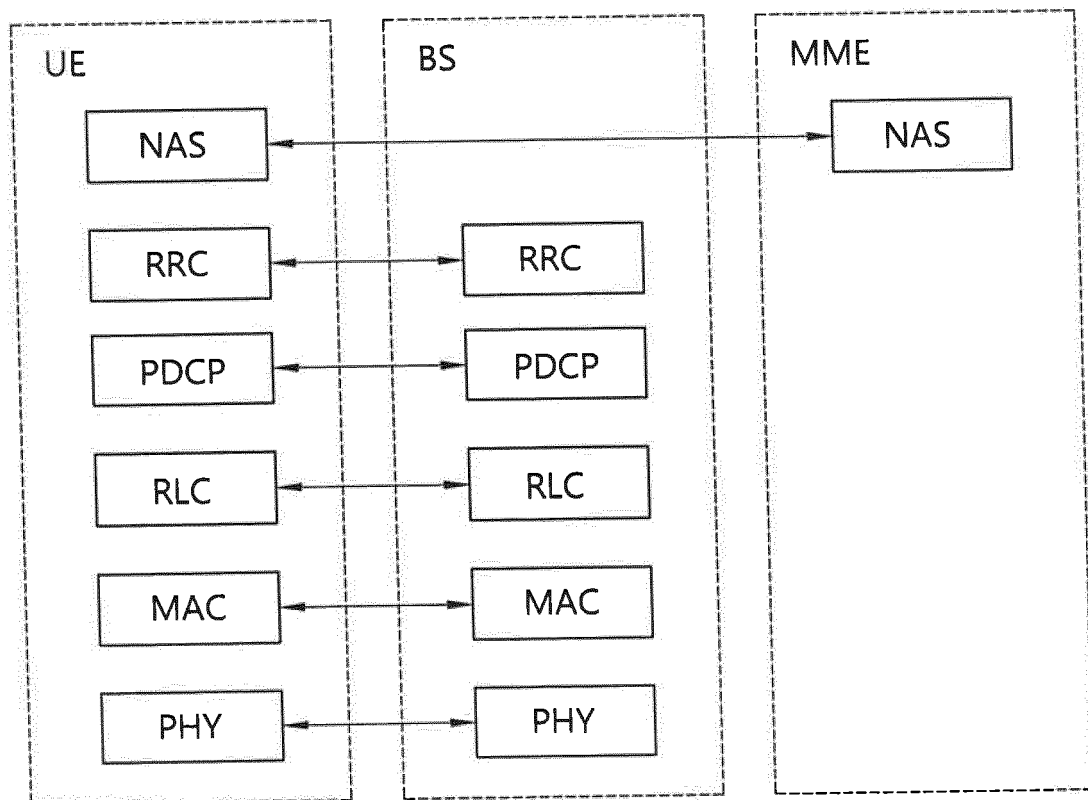 UE
BS
MME
NAS
NAS
RRC
RRC
PDCP
PDCP
RLC
RLC
MAC
MAC
PHY
PHY